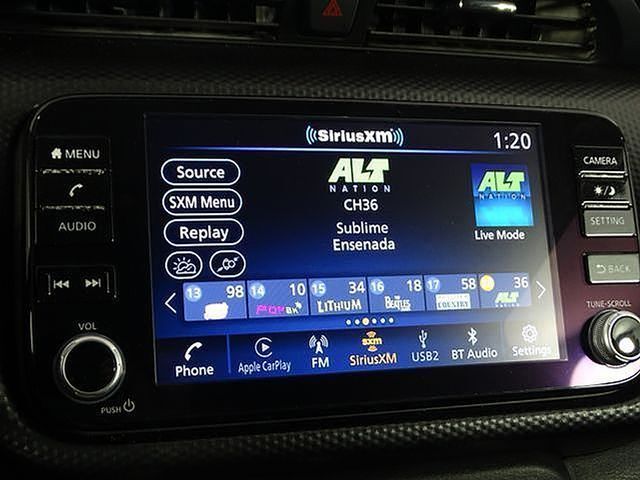 ((SiriusXM))
1:20
MENU
AUDIO
VOL
PUSH
CAMERA
SETTING
BACK
TUNE·SCROLL
Source
SXM Menu
Replay
ALT
NATION
CH36
Sublime
Ensenada
ALT
NATION
Live Mode
13 98
14 10
15 34
LITHIUM
16 18
THE BEATLES
17 58
COUNTRY
36
ALT
Phone
Apple CarPlay
FM
sxm
SiriusXM
USB2
BT Audio
Settings